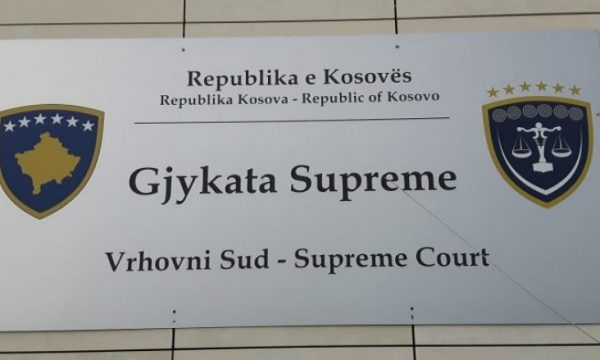 Republika e Kosovës
Republika Kosova - Republic of Kosovo
Gjykata Supreme
Vrhovni Sud - Supreme Court